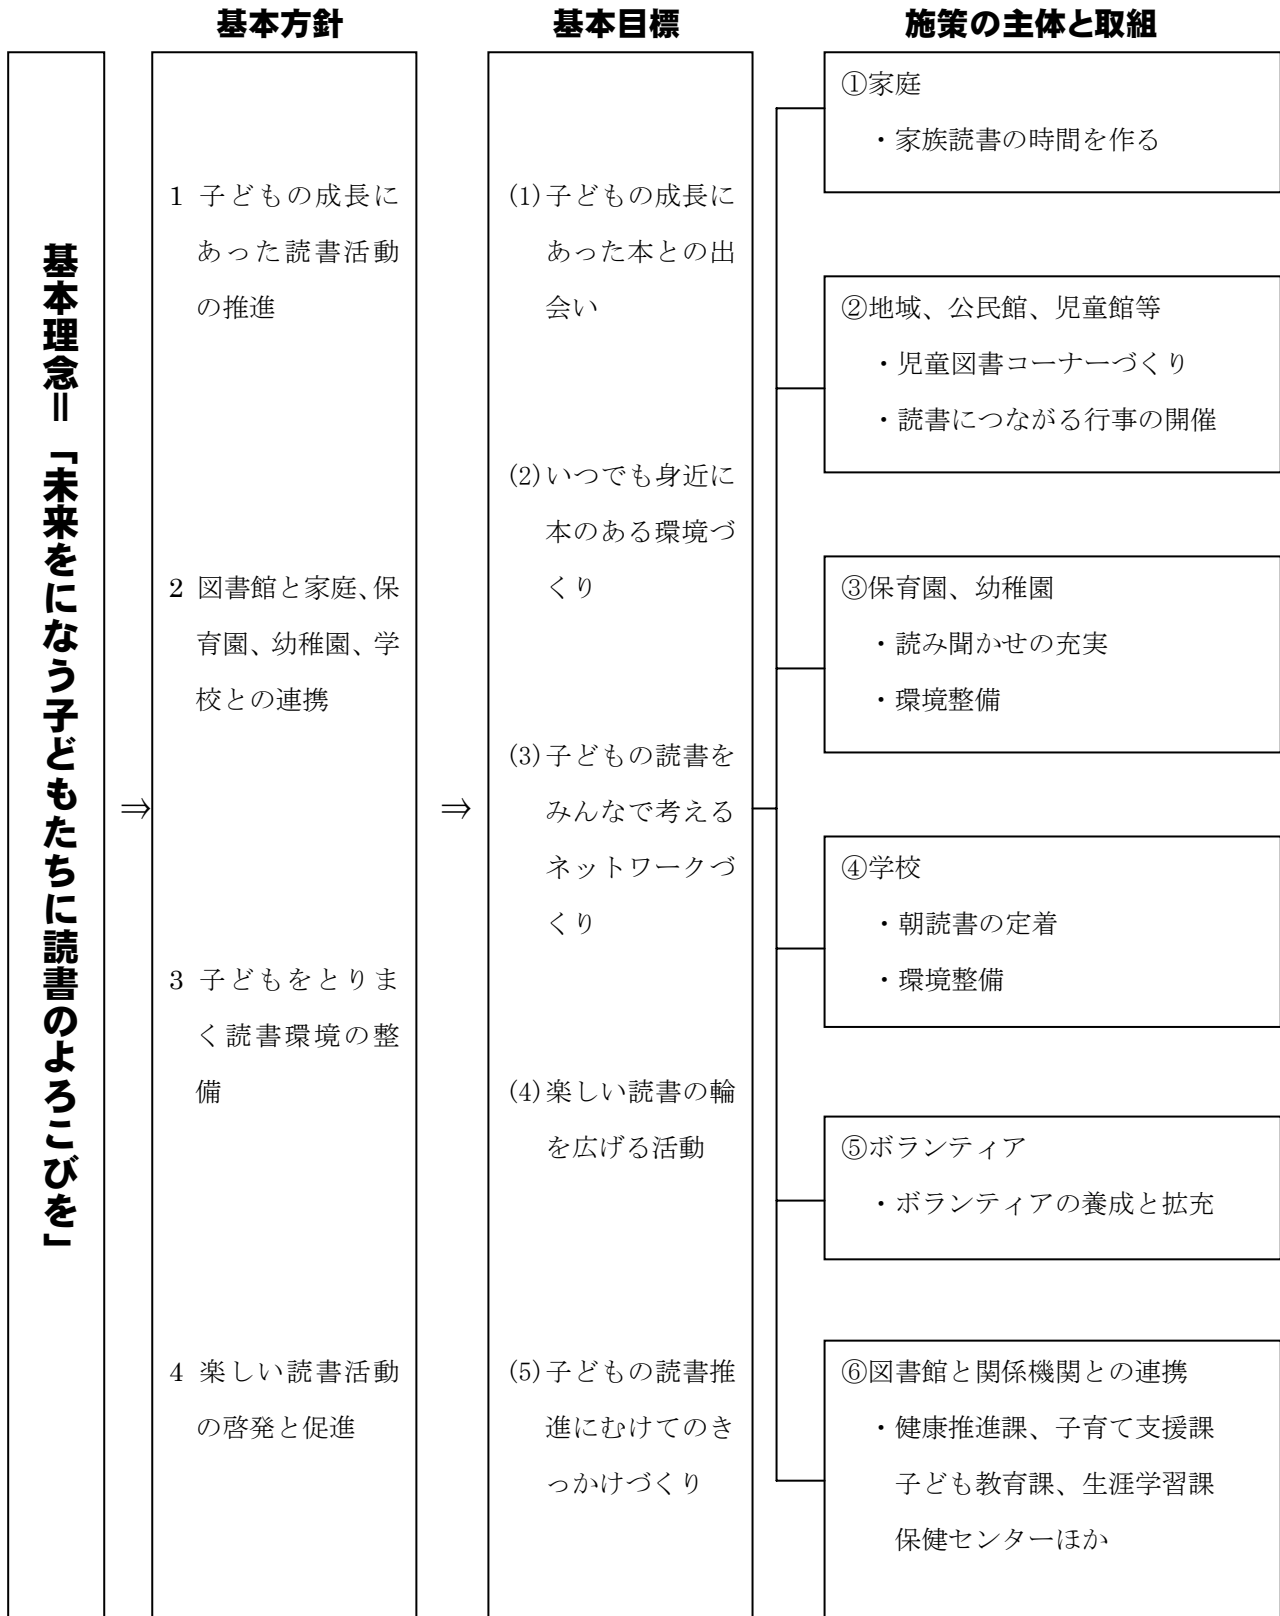 基本方針
基本目標
施策の主体と取組
基本理念＝「未来をになう子どもたちに読書のよろこびを」
⇒
1 子どもの成長に
あった読書活動
の推進
2 図書館と家庭、保
育園、幼稚園、学
校との連携
3 子どもをとりま
く読書環境の整
備
4 楽しい読書活動
の啓発と促進
⇒
(1)子どもの成長に
あった本との出
会い
(2)いつでも身近に
本のある環境づ
くり
(3)子どもの読書を
みんなで考える
ネットワークづ
くり
(4)楽しい読書の輪
を広げる活動
(5)子どもの読書推
進にむけてのき
っかけづくり
①家庭
・家族読書の時間を作る
②地域、公民館、児童館等
・児童図書コーナーづくり
・読書につながる行事の開催
③保育園、幼稚園
・読み聞かせの充実
・環境整備
④学校
・朝読書の定着
・環境整備
⑤ボランティア
・ボランティアの養成と拡充
⑥図書館と関係機関との連携
・健康推進課、子育て支援課
子ども教育課、生涯学習課
保健センターほか